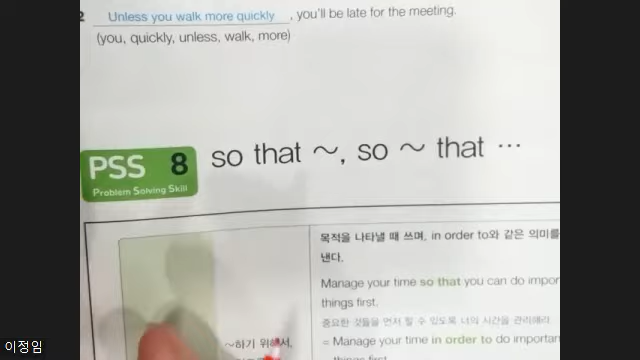 2 Unless you walk more quickly , you'll be late for the meeting.
(you, quickly, unless, walk, more)
PSS 8 so that ～, so ～ that …
Problem Solving Skill
목적을 나타낼 때 쓰며, in order to와 같은 의미를
낸다.
Manage your time so that you can do impor
things first.
중요한 것들을 먼저 할 수 있도록 너의 시간을 관리해라.
～하기 위해서,
= Manage your time in order to do importan
things first.
이정임